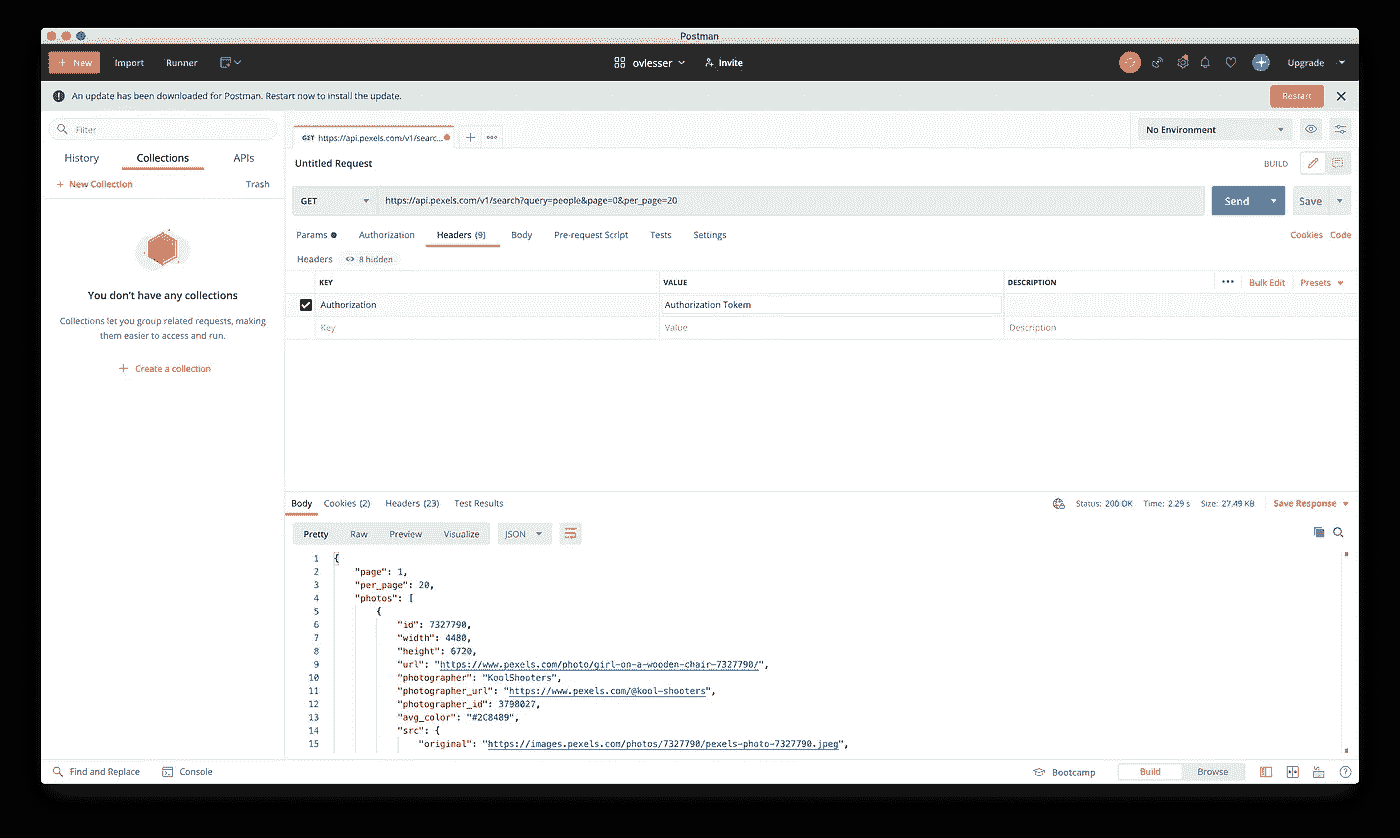 Postman
+ New Import Runner ovlesser Invite Upgrade
An update has been downloaded for Postman. Restart now to install the update. Restart
Filter
GET https://api.pexels.com/v1/searc...
No Environment
History Collections APIs
Untitled Request BUILD
+ New Collection Trash
GET https://api.pexels.com/v1/search?query=people&page=0&per_page=20 Send Save
Params Authorization Headers (9) Body Pre-request Script Tests Settings Cookies Code
Headers 8 hidden
KEY VALUE DESCRIPTION Bulk Edit Presets
Authorization Authorization Tokem
Key Value Description
You don't have any collections
Collections let you group related requests, making
them easier to access and run.
+ Create a collection
Body Cookies (2) Headers (23) Test Results Status: 200 OK Time: 2.29 s Size: 27.49 KB Save Response
Pretty Raw Preview Visualize JSON
1 {
2 "page": 1,
3 "per_page": 20,
4 "photos": [
5 {
6 "id": 7327790,
7 "width": 4480,
8 "height": 6720,
9 "url": "https://www.pexels.com/photo/girl-on-a-wooden-chair-7327790/",
10 "photographer": "KoolShooters",
11 "photographer_url": "https://www.pexels.com/@kool-shooters",
12 "photographer_id": 3798027,
13 "avg_color": "#2C8489",
14 "src": {
15 "original": "https://images.pexels.com/photos/7327790/pexels-photo-7327790.jpeg",
Find and Replace Console Bootcamp Build Browse